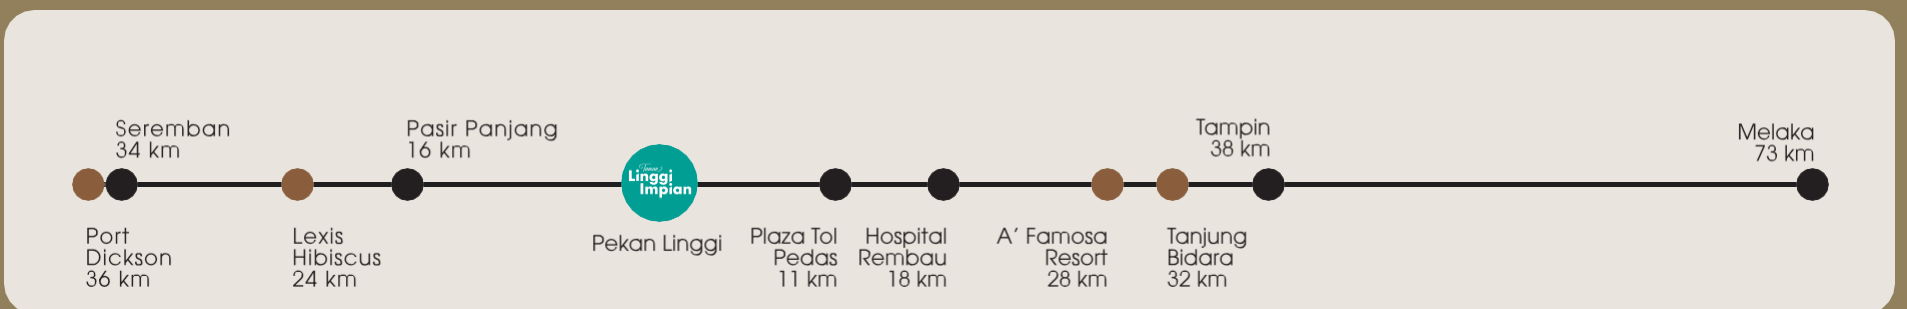 Seremban
34 km
Pasir Panjang
16 km
Tampin
38 km
Melaka
73 km
Taman
Linggi
Impian
Port
Dickson
36 km
Lexis
Hibiscus
24 km
Pekan Linggi
Plaza Tol
Pedas
11 km
Hospital
Rembau
18 km
A' Famosa
Resort
28 km
Tanjung
Bidara
32 km